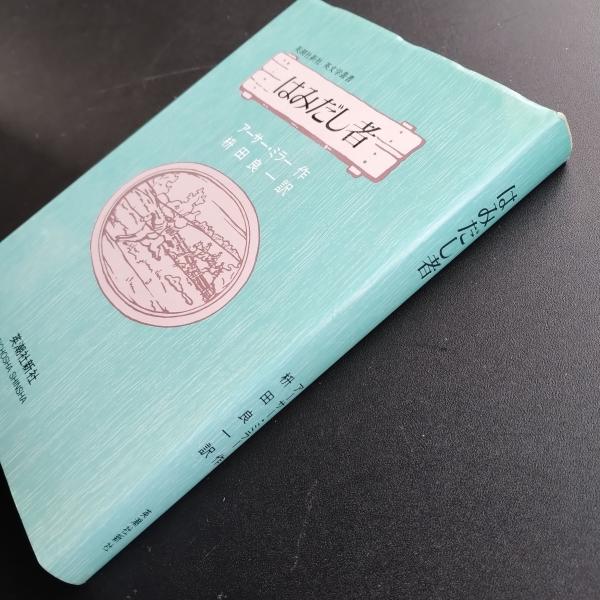 英潮社新社 英文学叢書
はみだし者
アーサー・ミラー 作
枡田良一 訳
英潮社新社
EICHOSHA-SHINSHA
はみだし者
アーサー・ミラー 作
枡田良一 訳
英潮社新社